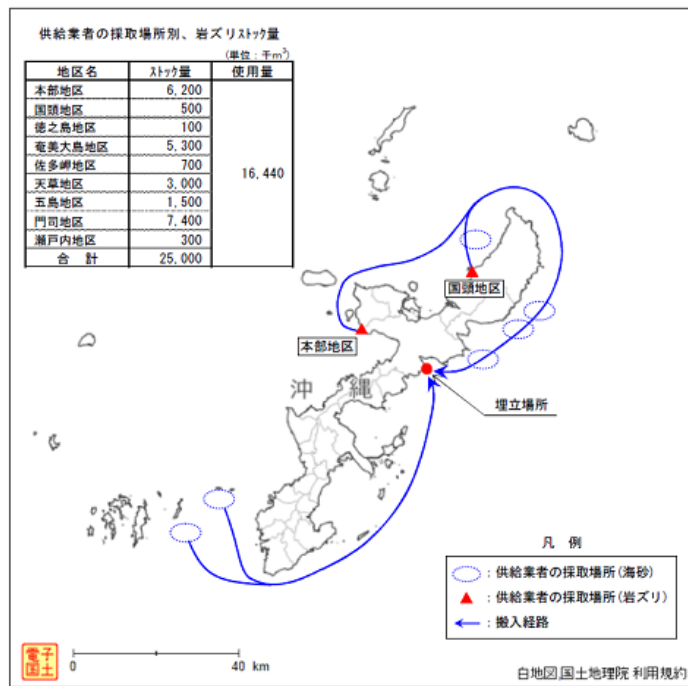 供給業者の採取場所別、岩ズリストック量
(単位:千m³)
地区名 ストック量 使用量
本部地区 6,200
国頭地区 500
徳之島地区 100
奄美大島地区 5,300
佐多岬地区 700
16,440
天草地区 3,000
五島地区 1,500
門司地区 7,400
瀬戸内地区 300
合 計 25,000
国頭地区
本部地区
沖縄
埋立場所
凡 例
:供給業者の採取場所(海砂)
:供給業者の採取場所(岩ズリ)
:搬入経路
電子国土
0 40 km
白地図,国土地理院 利用規約